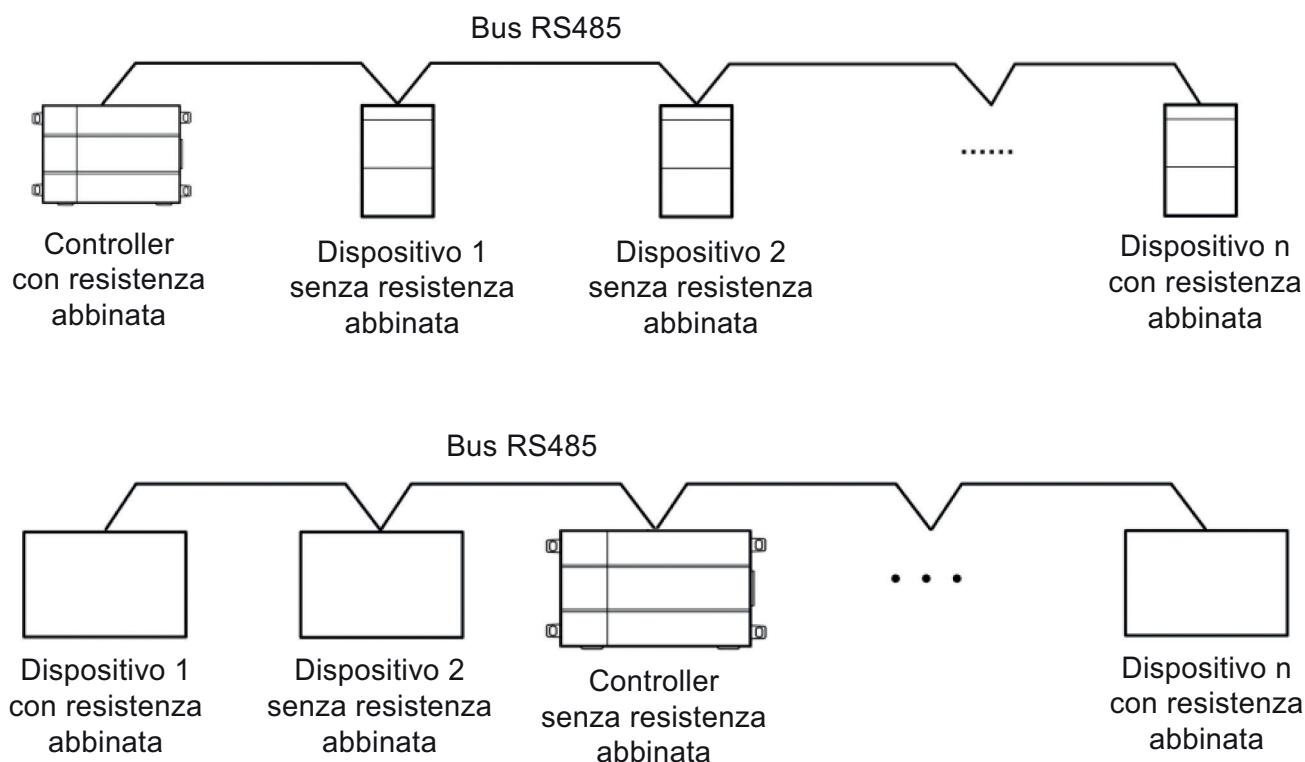 Bus RS485
Controller
con resistenza
abbinata
Dispositivo 1
senza resistenza
abbinata
Dispositivo 2
senza resistenza
abbinata
......
Dispositivo n
con resistenza
abbinata
Bus RS485
Dispositivo 1
con resistenza
abbinata
Dispositivo 2
senza resistenza
abbinata
Controller
senza resistenza
abbinata
• • •
Dispositivo n
con resistenza
abbinata